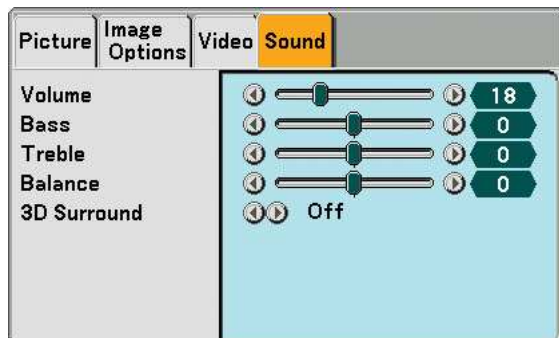 Picture Image Options Video Sound
Volume 18
Bass 0
Treble 0
Balance 0
3D Surround Off